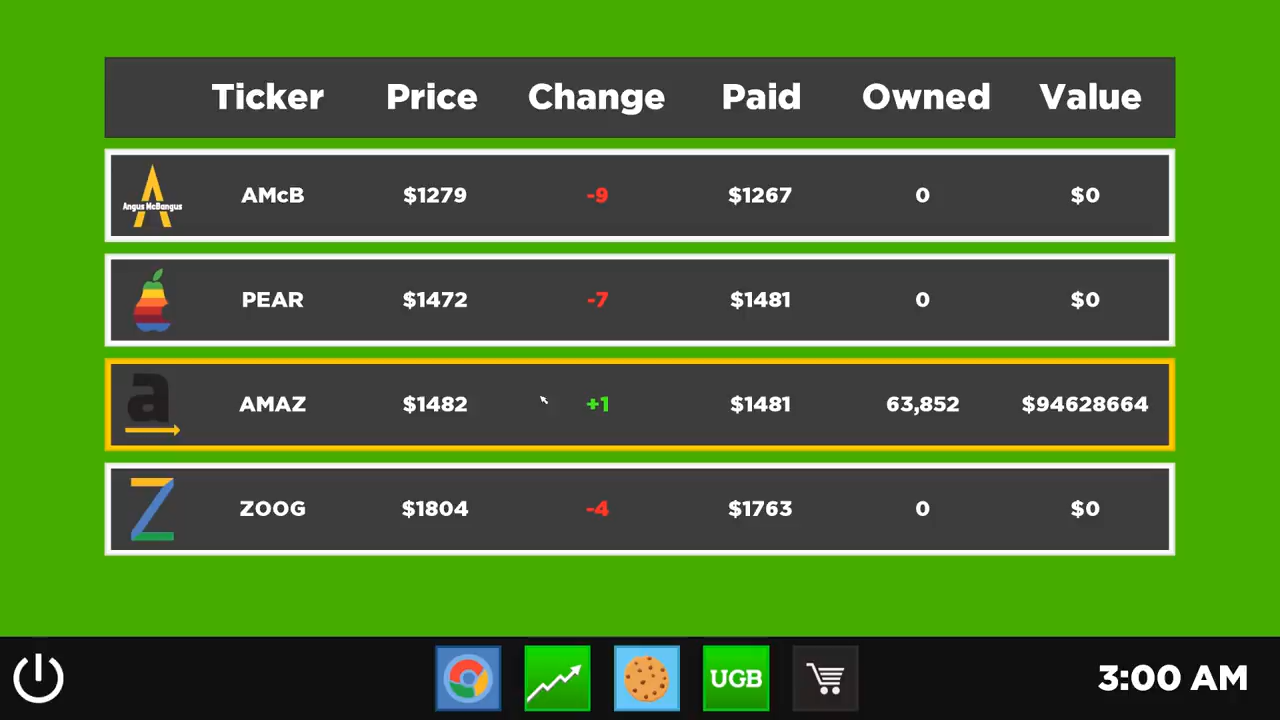 Ticker Price Change Paid Owned Value
Angus McBangus AMcB $1279 -9 $1267 0 $0
PEAR $1472 -7 $1481 0 $0
a AMAZ $1482 +1 $1481 63,852 $94628664
Z ZOOG $1804 -4 $1763 0 $0
UGB 3:00 AM